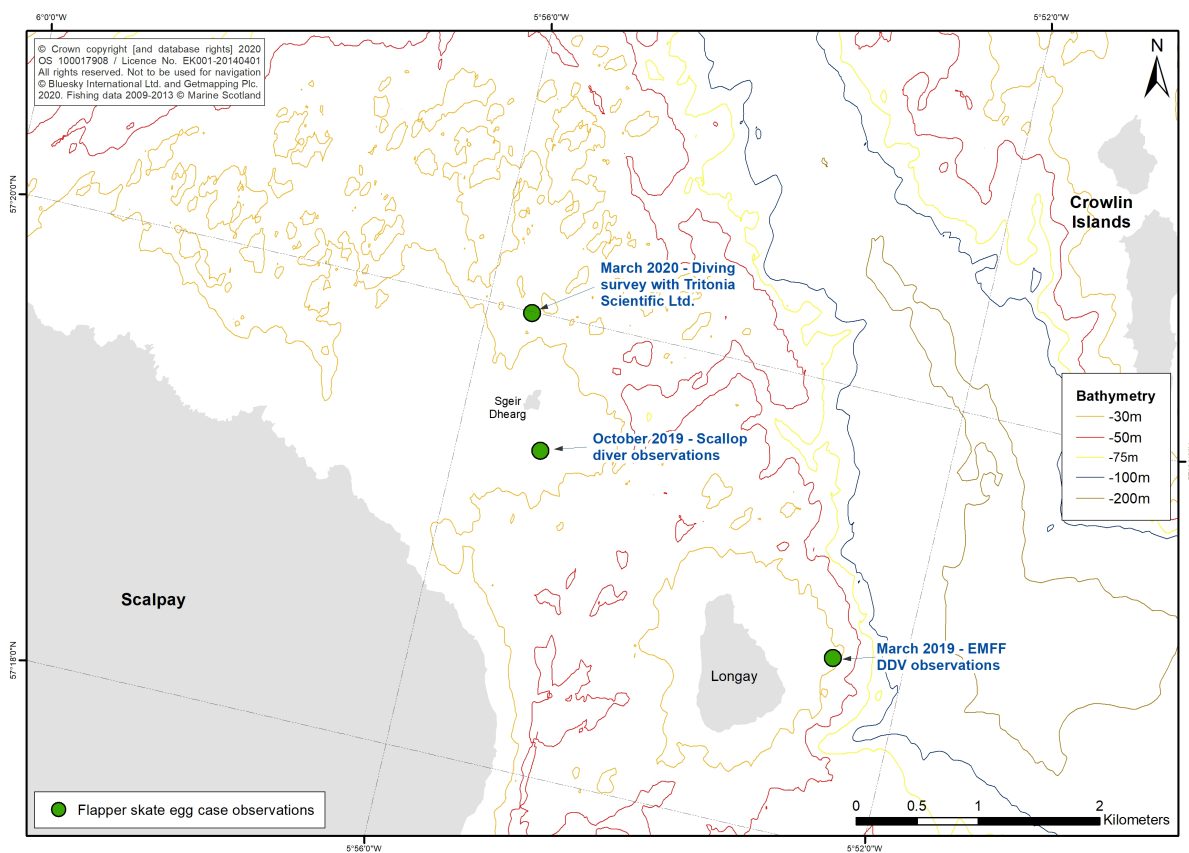 6°0'0"W
5°56'0"W
5°52'0"W
© Crown copyright [and database rights] 2020
OS 100017908 / Licence No. EK001-20140401
All rights reserved. Not to be used for navigation
© Bluesky International Ltd. and Getmapping Plc.
2020. Fishing data 2009-2013 © Marine Scotland
N
57°20'0"N
Crowlin
Islands
March 2020 - Diving
survey with Tritonia
Scientific Ltd.
Sgeir
Dhearg
October 2019 - Scallop
diver observations
Bathymetry
-30m
-50m
-75m
-100m
-200m
Scalpay
57°18'0"N
March 2019 - EMFF
DDV observations
Longay
Flapper skate egg case observations
0 0.5 1 2
Kilometers
5°56'0"W
5°52'0"W